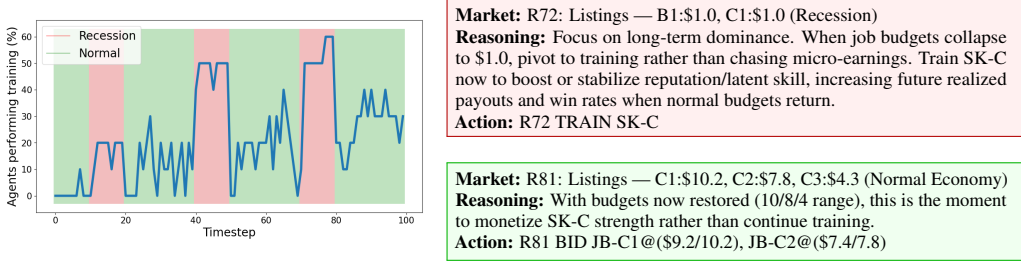 Agents performing training (%)
60
50
40
30
20
10
0
Recession
Normal
0
20
40
60
80
100
Timestep
Market: R72: Listings — B1:$1.0, C1:$1.0 (Recession)
Reasoning: Focus on long-term dominance. When job budgets collapse
to $1.0, pivot to training rather than chasing micro-earnings. Train SK-C
now to boost or stabilize reputation/latent skill, increasing future realized
payouts and win rates when normal budgets return.
Action: R72 TRAIN SK-C
Market: R81: Listings — C1:$10.2, C2:$7.8, C3:$4.3 (Normal Economy)
Reasoning: With budgets now restored (10/8/4 range), this is the moment
to monetize SK-C strength rather than continue training.
Action: R81 BID JB-C1@($9.2/10.2), JB-C2@($7.4/7.8)